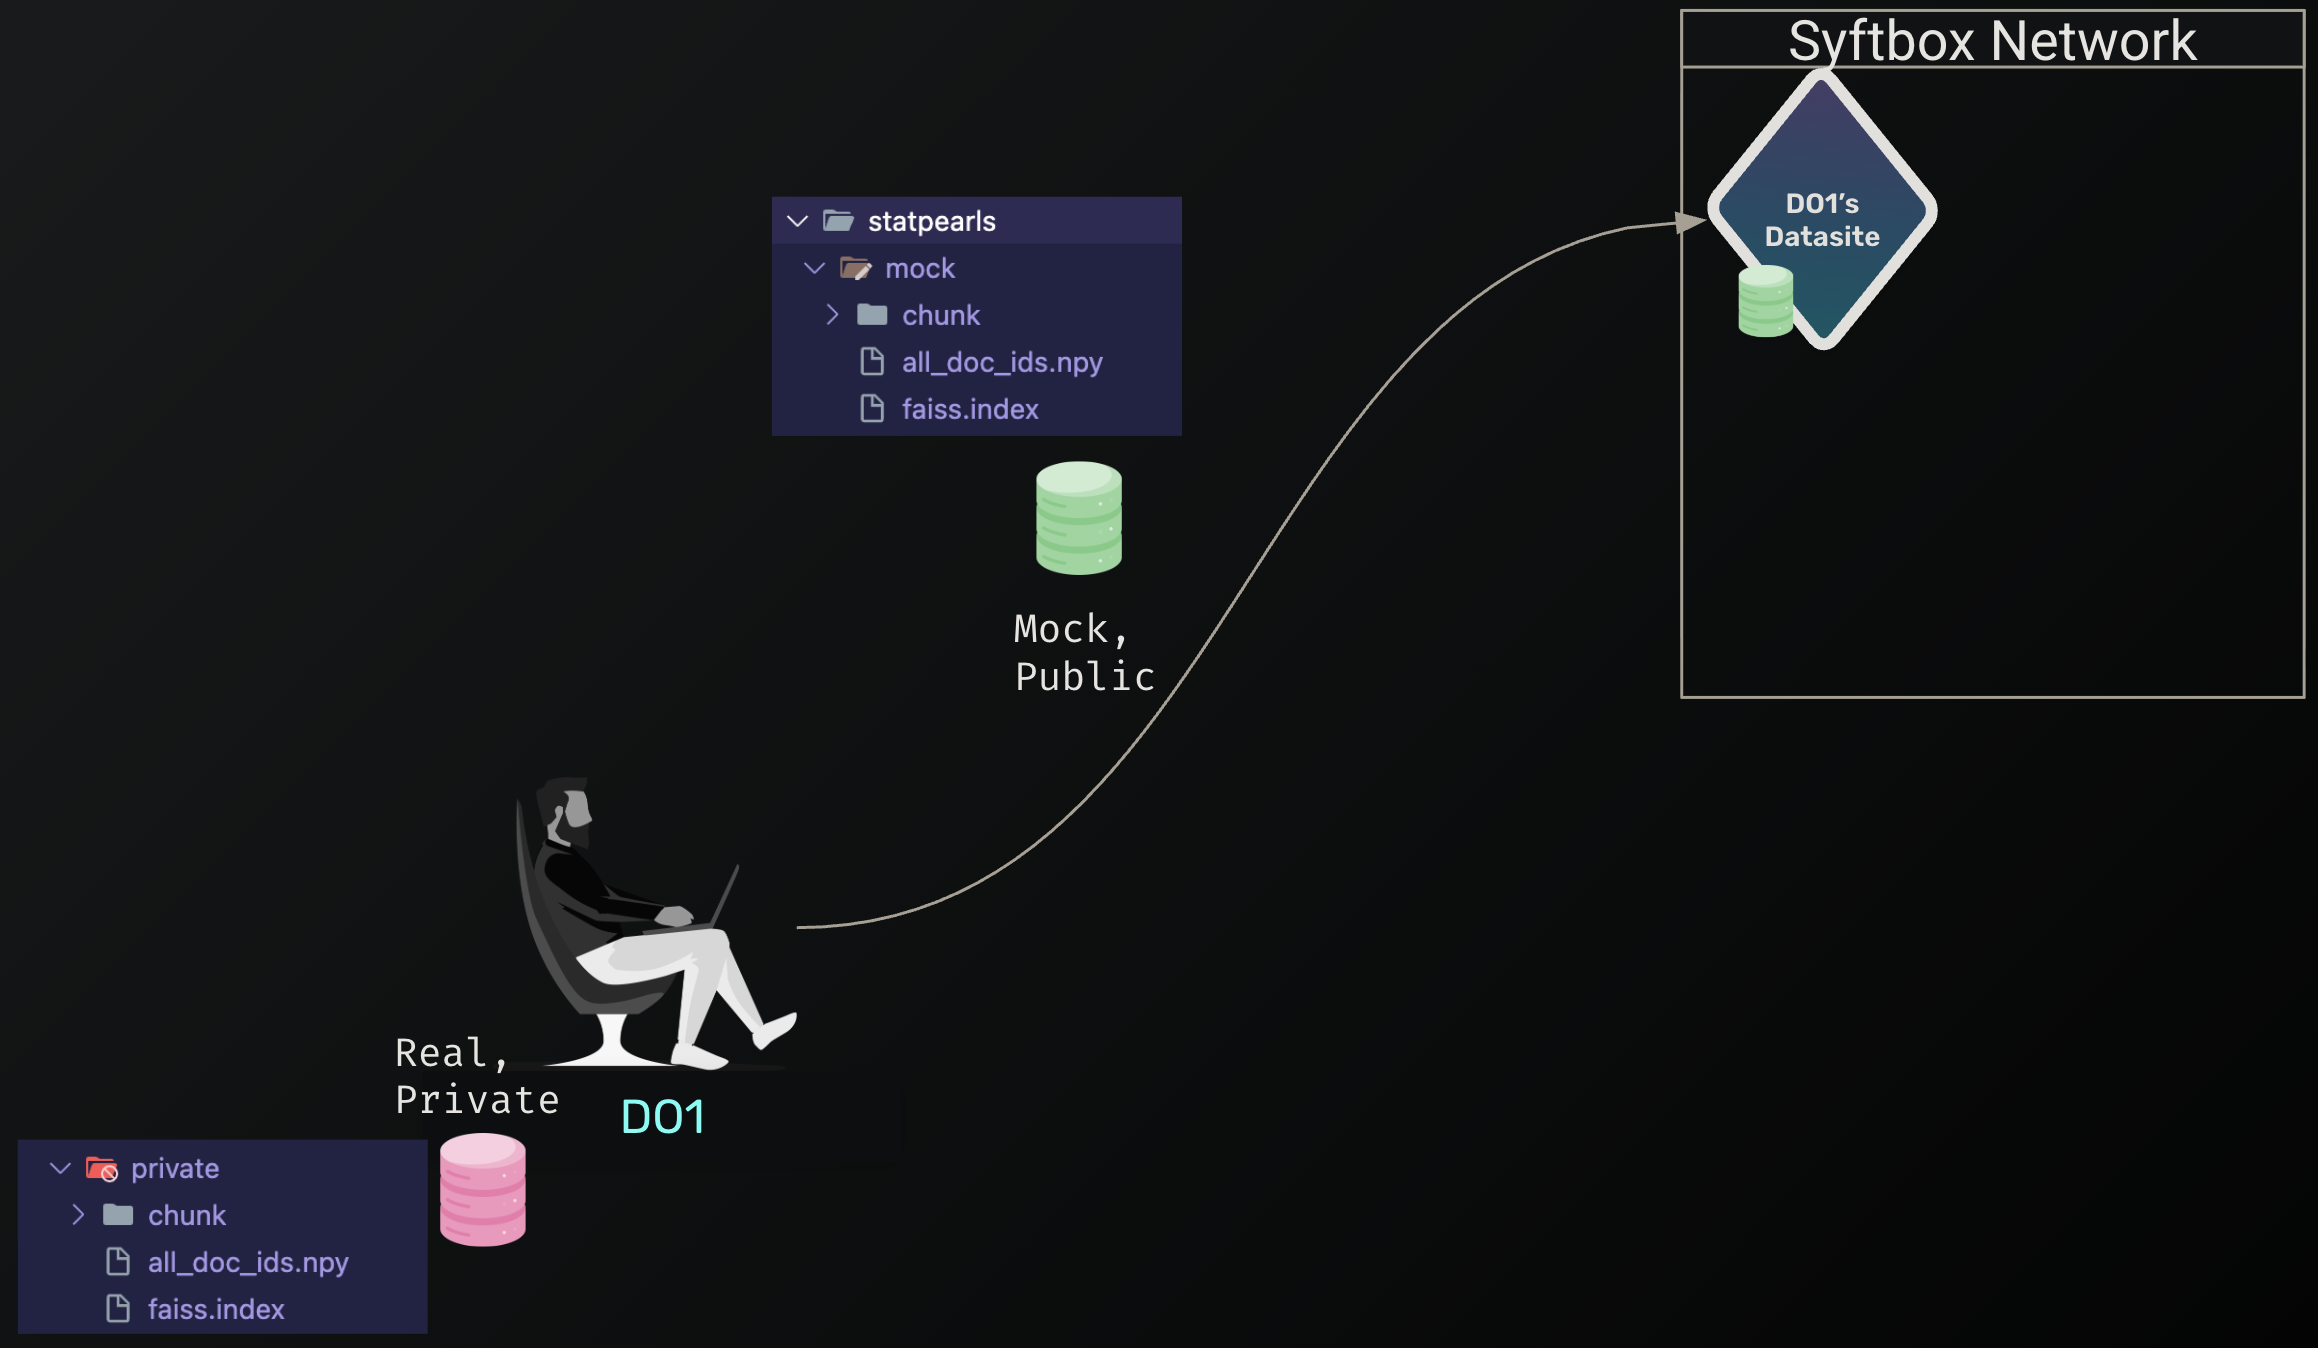 Syftbox Network
DO1's
Datasite
statpearls
mock
chunk
all_doc_ids.npy
faiss.index
Mock,
Public
Real,
Private
DO1
private
chunk
all_doc_ids.npy
faiss.index